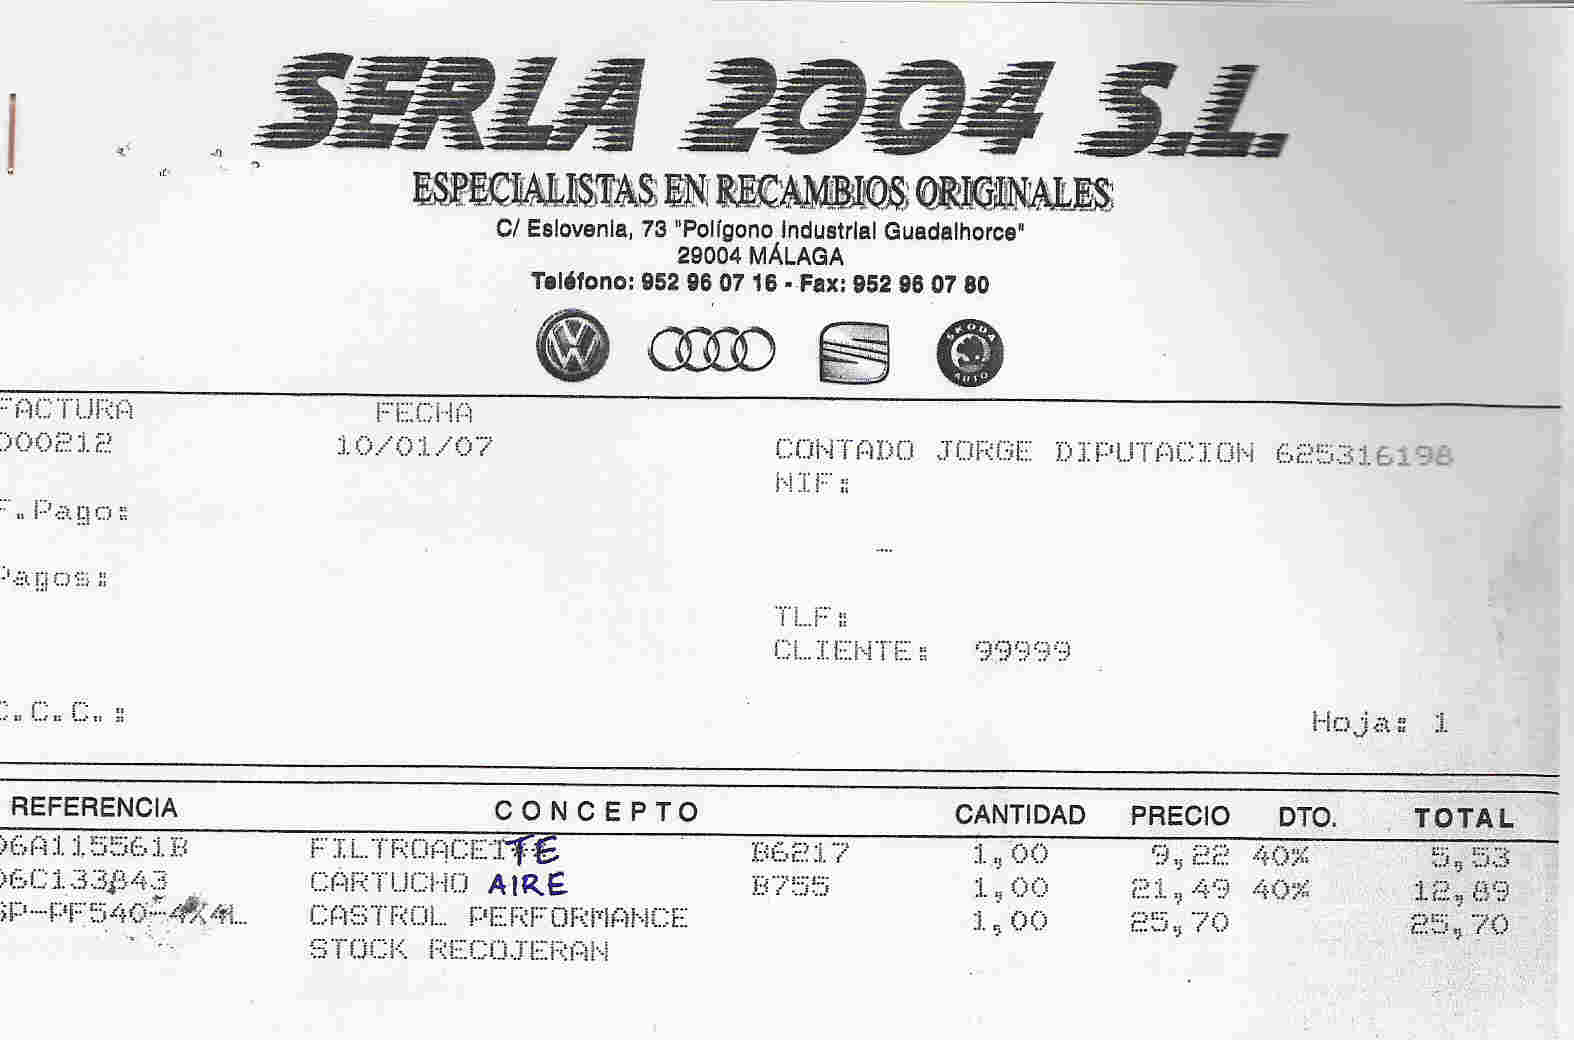 SERLA 2004 S.L.
ESPECIALISTAS EN RECAMBIOS ORIGINALES
C/ Eslovenia, 73 "Polígono Industrial Guadalhorce"
29004 MÁLAGA
Teléfono: 952 96 07 16 - Fax: 952 96 07 80
SKODA AUTO
FACTURA FECHA
000212 10/01/07
CONTADO JORGE DIPUTACION 625316198
NIF:
F.Pago:
Pagos:
TLF:
CLIENTE: 99999
C.C.C.:
Hoja: 1
REFERENCIA CONCEPTO CANTIDAD PRECIO DTO. TOTAL
06A115561B FILTROACEITE B6217 1,00 9,22 40% 5,53
06C133843 CARTUCHO AIRE B755 1,00 21,49 40% 12,89
CASTROL PERFORMANCE 1,00 25,70 25,70
STOCK RECOJERAN